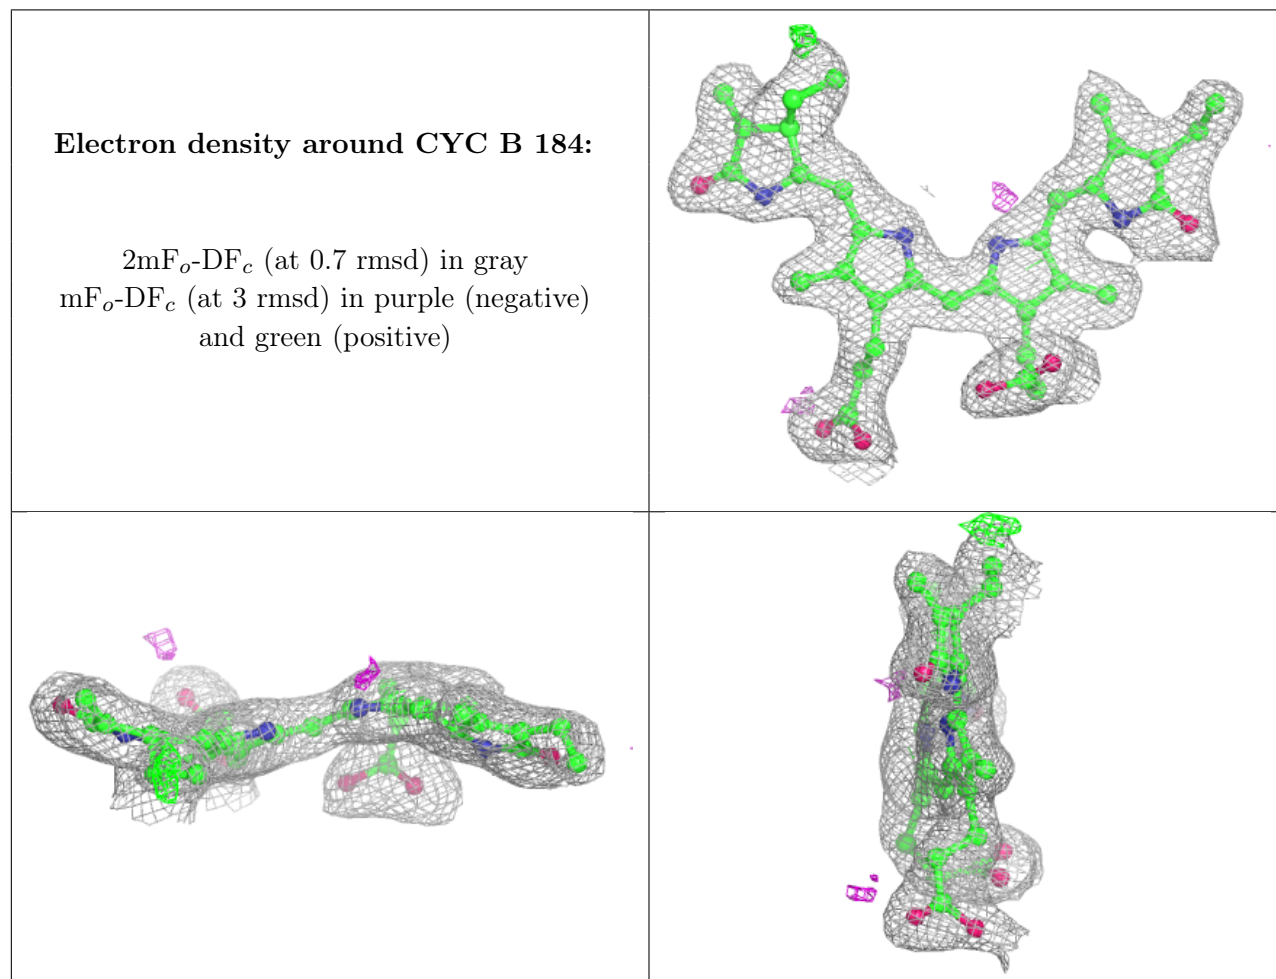 Electron density around CYC B 184:
2mFₒ-DF𝒸 (at 0.7 rmsd) in gray
mFₒ-DF𝒸 (at 3 rmsd) in purple (negative)
and green (positive)